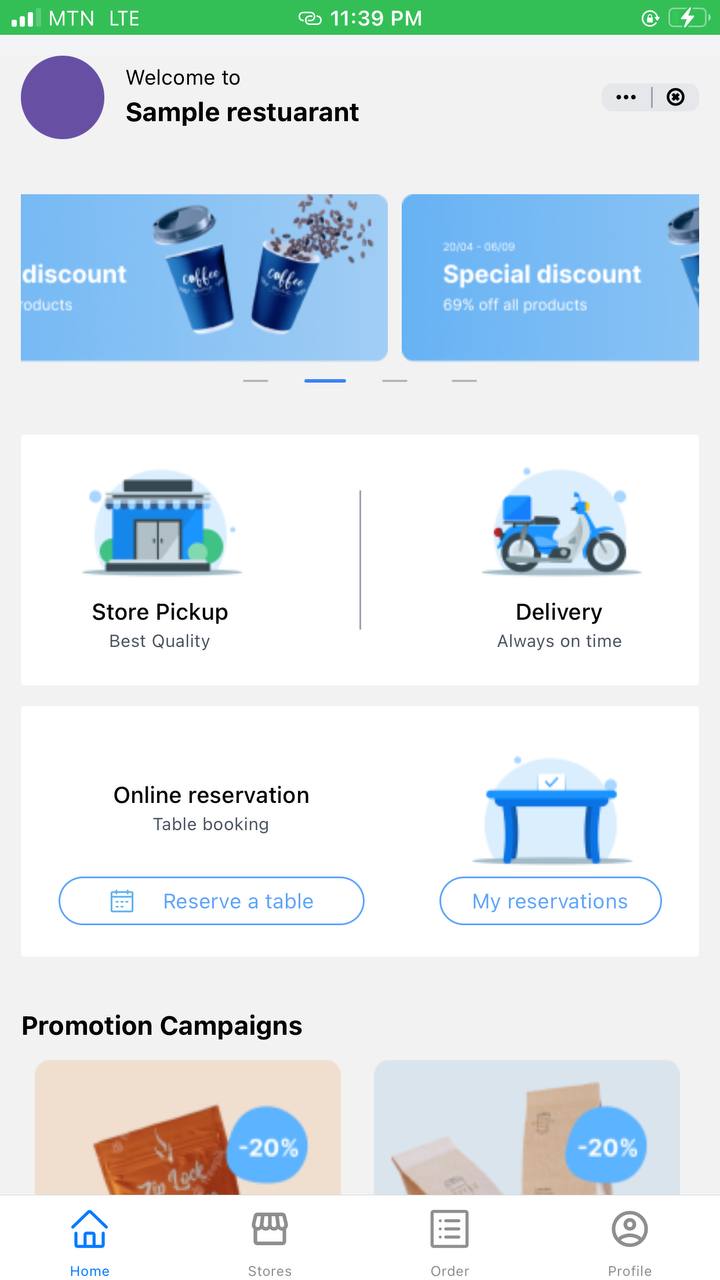 MTN LTE 11:39 PM
Welcome to
Sample restuarant
discount
roducts
coffee
coffee
20/04 - 06/09
Special discount
69% off all products
Store Pickup
Best Quality
Delivery
Always on time
Online reservation
Table booking
Reserve a table
My reservations
Promotion Campaigns
-20%
Zip Lock
-20%
Home
Stores
Order
Profile